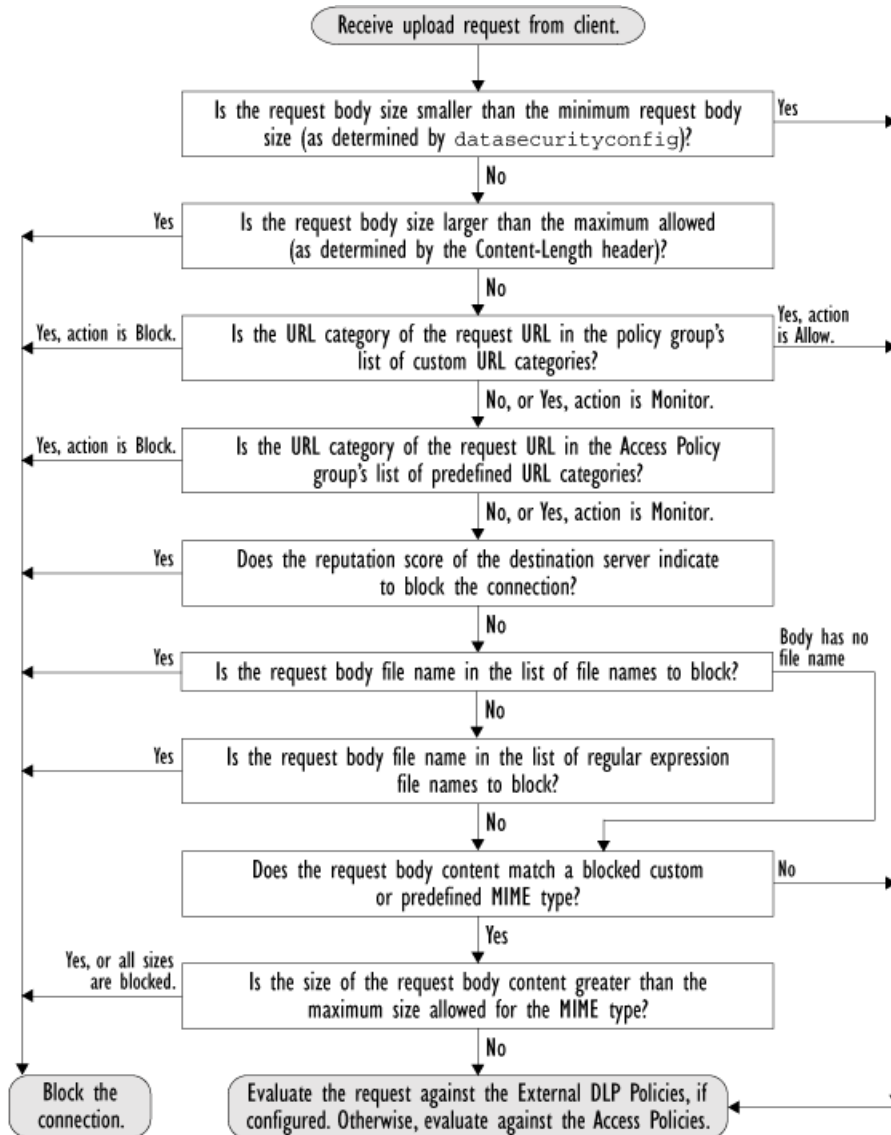 Receive upload request from client.
Is the request body size smaller than the minimum request body
size (as determined by datasecurityconfig)?
Yes
No
Yes
Is the request body size larger than the maximum allowed
(as determined by the Content-Length header)?
No
Yes, action is Block.
Is the URL category of the request URL in the policy group's
list of custom URL categories?
Yes, action
is Allow.
No, or Yes, action is Monitor.
Yes, action is Block.
Is the URL category of the request URL in the Access Policy
group's list of predefined URL categories?
No, or Yes, action is Monitor.
Yes
Does the reputation score of the destination server indicate
to block the connection?
No
Yes
Is the request body file name in the list of file names to block?
Body has no
file name
No
Yes
Is the request body file name in the list of regular expression
file names to block?
No
Does the request body content match a blocked custom
or predefined MIME type?
No
Yes
Yes, or all sizes
are blocked.
Is the size of the request body content greater than the
maximum size allowed for the MIME type?
No
Block the
connection.
Evaluate the request against the External DLP Policies, if
configured. Otherwise, evaluate against the Access Policies.